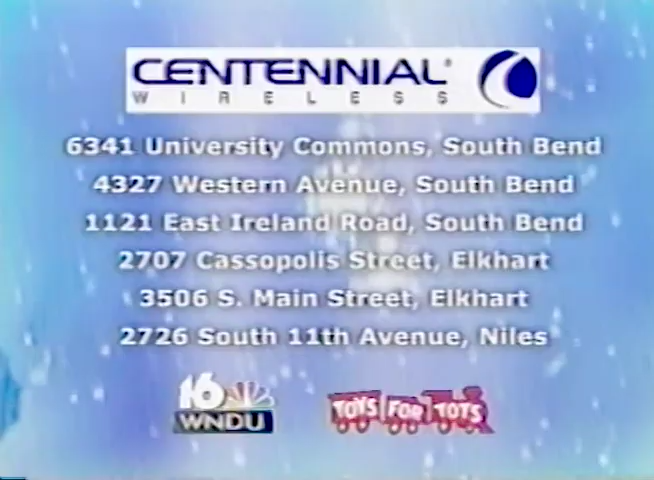 CENTENNIAL®
WIRELESS
6341 University Commons, South Bend
4327 Western Avenue, South Bend
1121 East Ireland Road, South Bend
2707 Cassopolis Street, Elkhart
3506 S. Main Street, Elkhart
2726 South 11th Avenue, Niles
16
WNDU
TOYS FOR TOTS